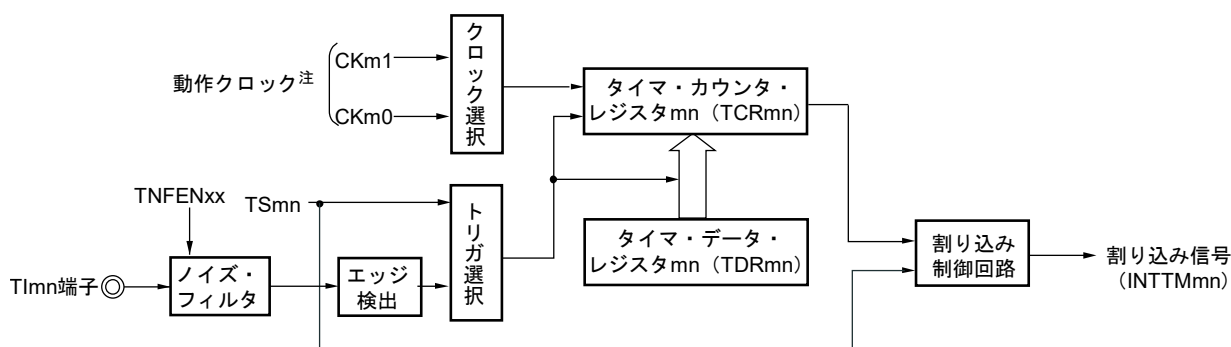 動作クロック注
CKm1
CKm0
クロック選択
タイマ・カウンタ・
レジスタmn（TCRmn）
TNFENxx
TSmn
トリガ選択
タイマ・データ・
レジスタmn（TDRmn）
TImn端子
ノイズ・
フィルタ
エッジ
検出
割り込み
制御回路
割り込み信号
（INTTMmn）